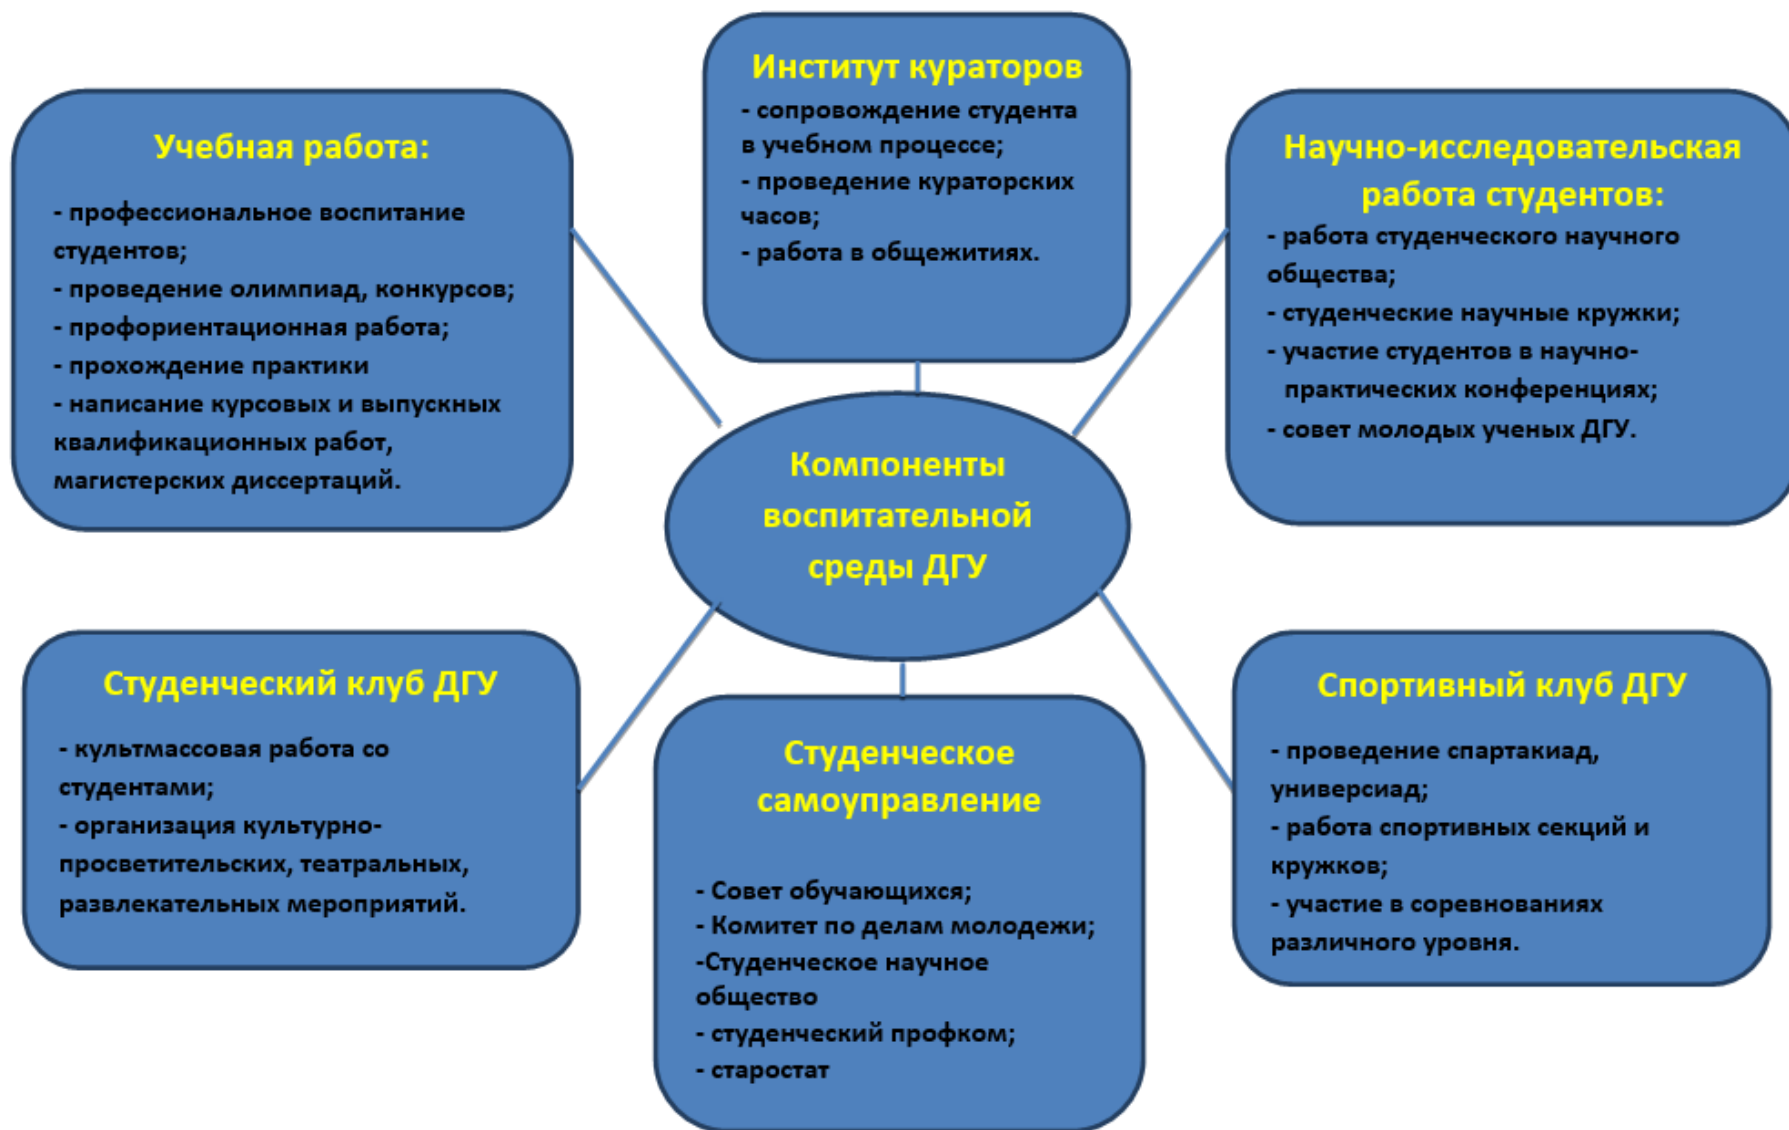 Институт кураторов
- сопровождение студента
в учебном процессе;
- проведение кураторских
часов;
- работа в общежитиях.
Учебная работа:
- профессиональное воспитание
студентов;
- проведение олимпиад, конкурсов;
- профориентационная работа;
- прохождение практики
- написание курсовых и выпускных
квалификационных работ,
магистерских диссертаций.
Научно-исследовательская
работа студентов:
- работа студенческого научного
общества;
- студенческие научные кружки;
- участие студентов в научно-
практических конференциях;
- совет молодых ученых ДГУ.
Компоненты
воспитательной
среды ДГУ
Студенческий клуб ДГУ
- культмассовая работа со
студентами;
- организация культурно-
просветительских, театральных,
развлекательных мероприятий.
Студенческое
самоуправление
- Совет обучающихся;
- Комитет по делам молодежи;
-Студенческое научное
общество
- студенческий профком;
- старостат
Спортивный клуб ДГУ
- проведение спартакиад,
универсиад;
- работа спортивных секций и
кружков;
- участие в соревнованиях
различного уровня.